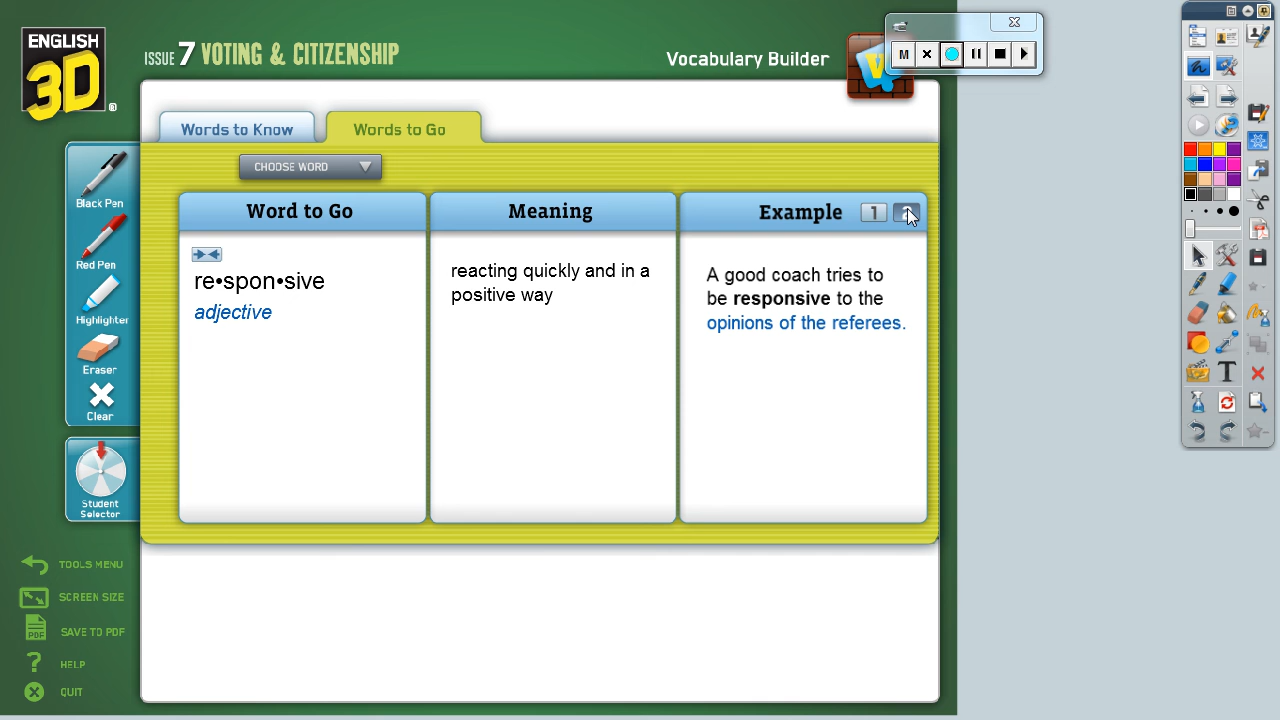 ENGLISH
3D
®
ISSUE 7 VOTING & CITIZENSHIP
Vocabulary Builder
V
M
Words to Know
Words to Go
CHOOSE WORD
Word to Go
Meaning
Example
1
re•spon•sive
adjective
reacting quickly and in a
positive way
A good coach tries to
be responsive to the
opinions of the referees.
Black Pen
Red Pen
Highlighter
Eraser
Clear
Student
Selector
TOOLS MENU
SCREEN SIZE
PDF
SAVE TO PDF
?
HELP
QUIT
T